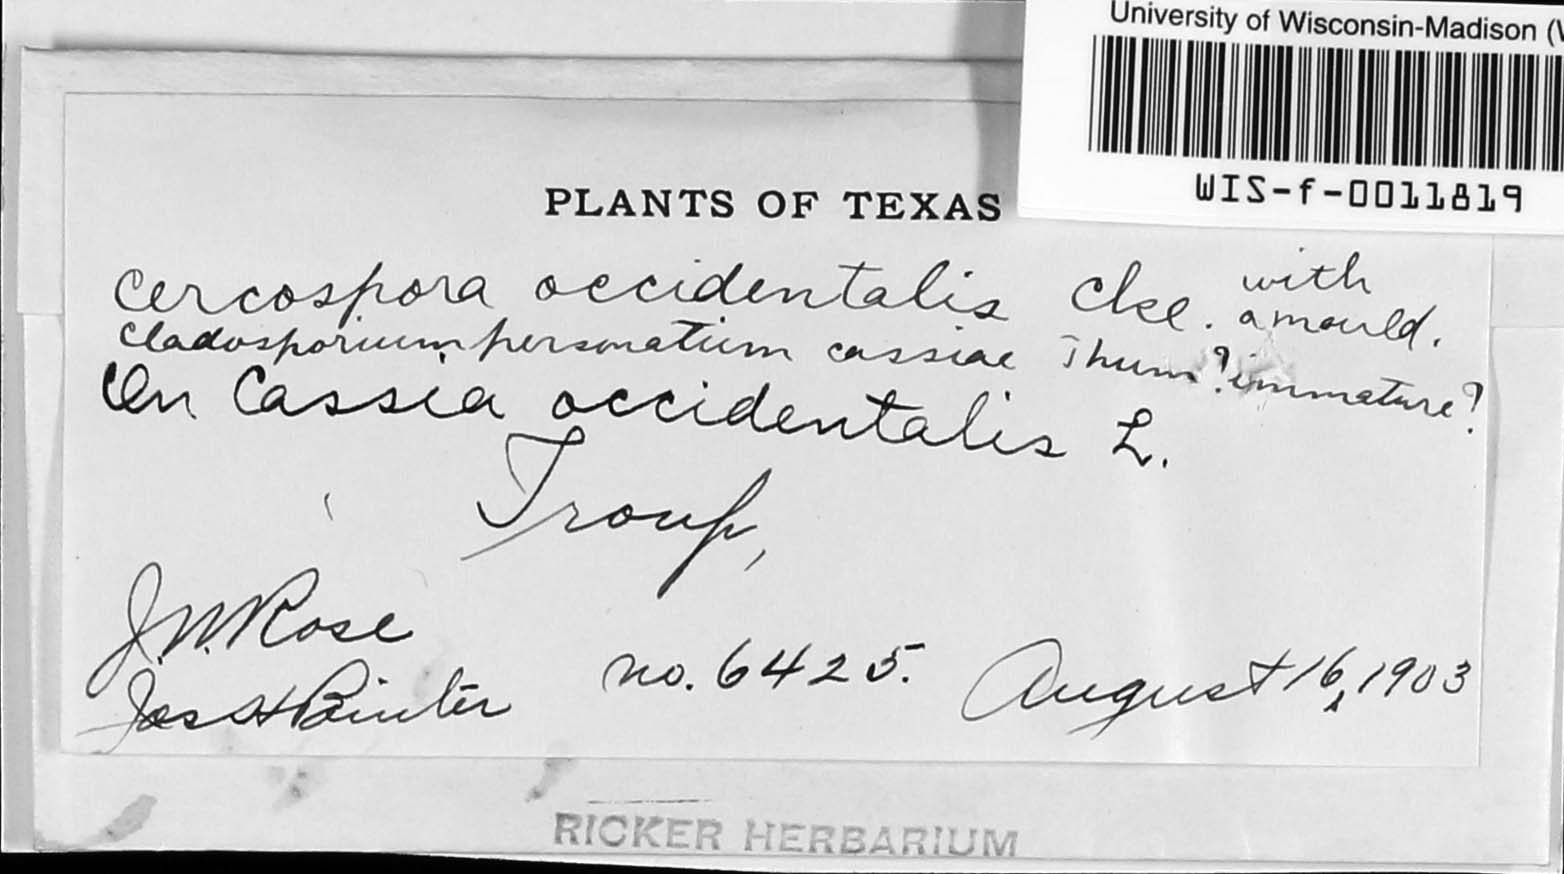 University of Wisconsin-Madison (
WIS-f-0011819
PLANTS OF TEXAS
Cercospora occidentalis Cke. with
a mould.
Cladosporium personatum cassiae Thum? immature?
On Cassia occidentalis L.
Troup,
J.N. Rose
Jos H Painter no. 6425. August 16, 1903
RICKER HERBARIUM